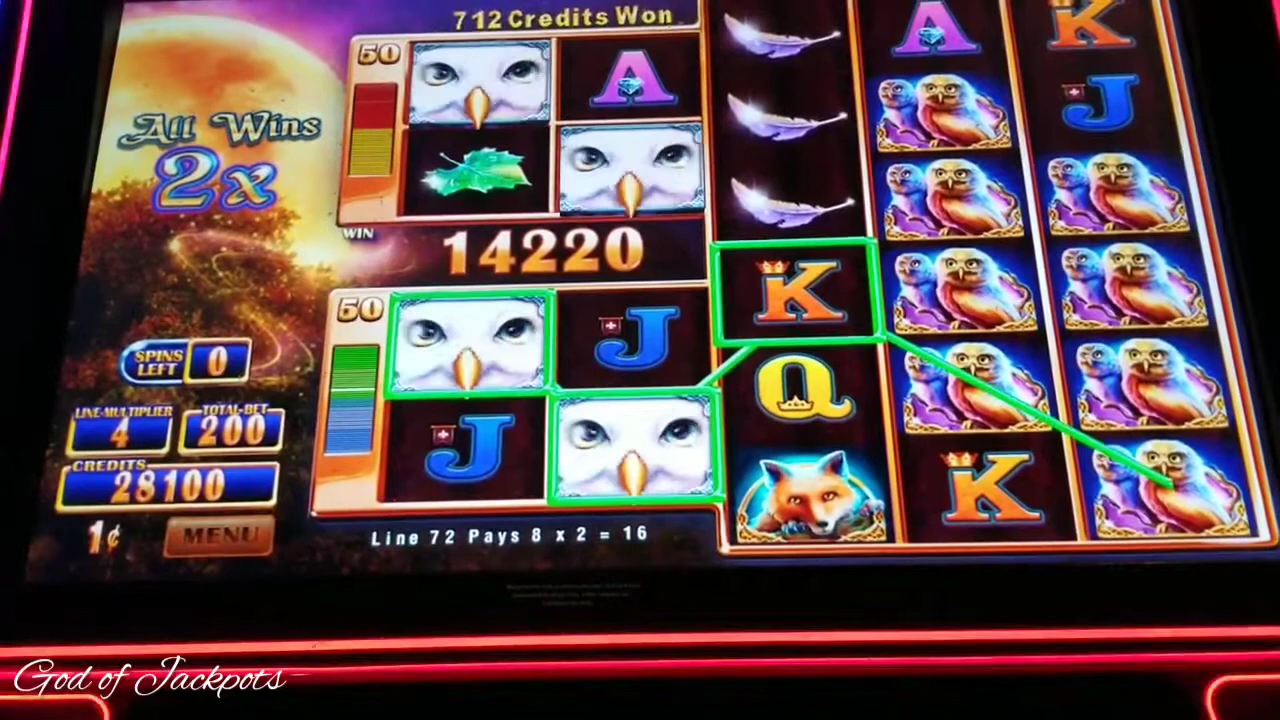 712 Credits Won
50
A
A
K
All Wins
2x
J
WIN
14220
50
J
K
SPINS LEFT 0
Q
LINE MULTIPLIER
4
TOTAL BET
200
J
K
CREDITS
28100
1¢
MENU
Line 72 Pays 8 x 2 = 16
God of Jackpots